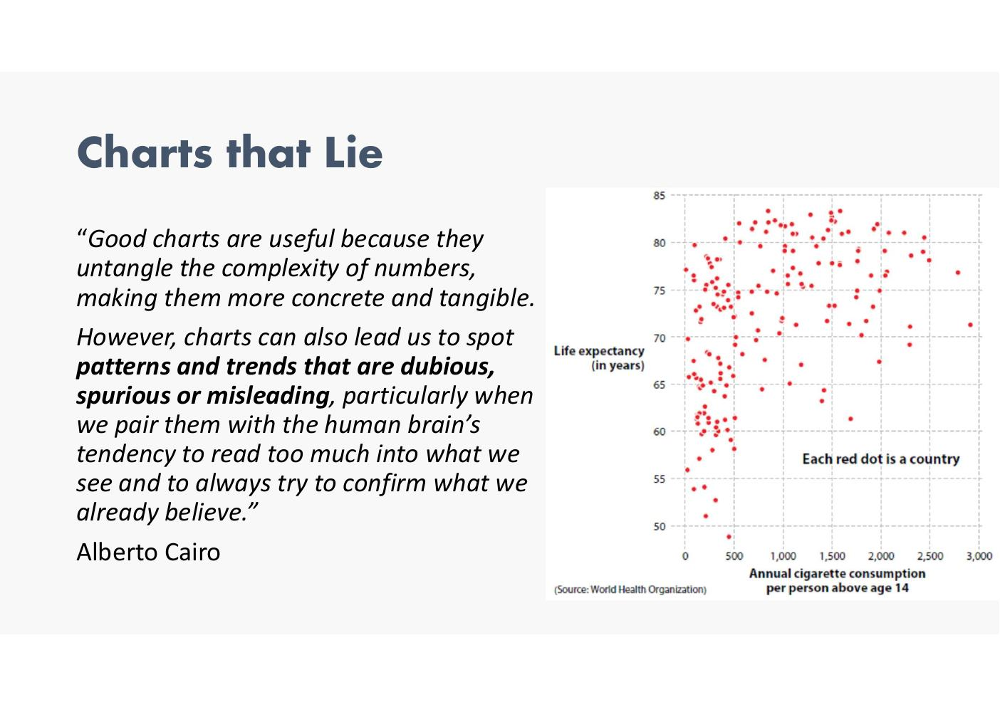 Charts that Lie
“Good charts are useful because they
untangle the complexity of numbers,
making them more concrete and tangible.
However, charts can also lead us to spot
patterns and trends that are dubious,
spurious or misleading, particularly when
we pair them with the human brain’s
tendency to read too much into what we
see and to always try to confirm what we
already believe.”
Alberto Cairo
85
80
75
70
Life expectancy
(in years)
65
60
Each red dot is a country
55
50
0 500 1,000 1,500 2,000 2,500 3,000
Annual cigarette consumption
per person above age 14
(Source: World Health Organization)